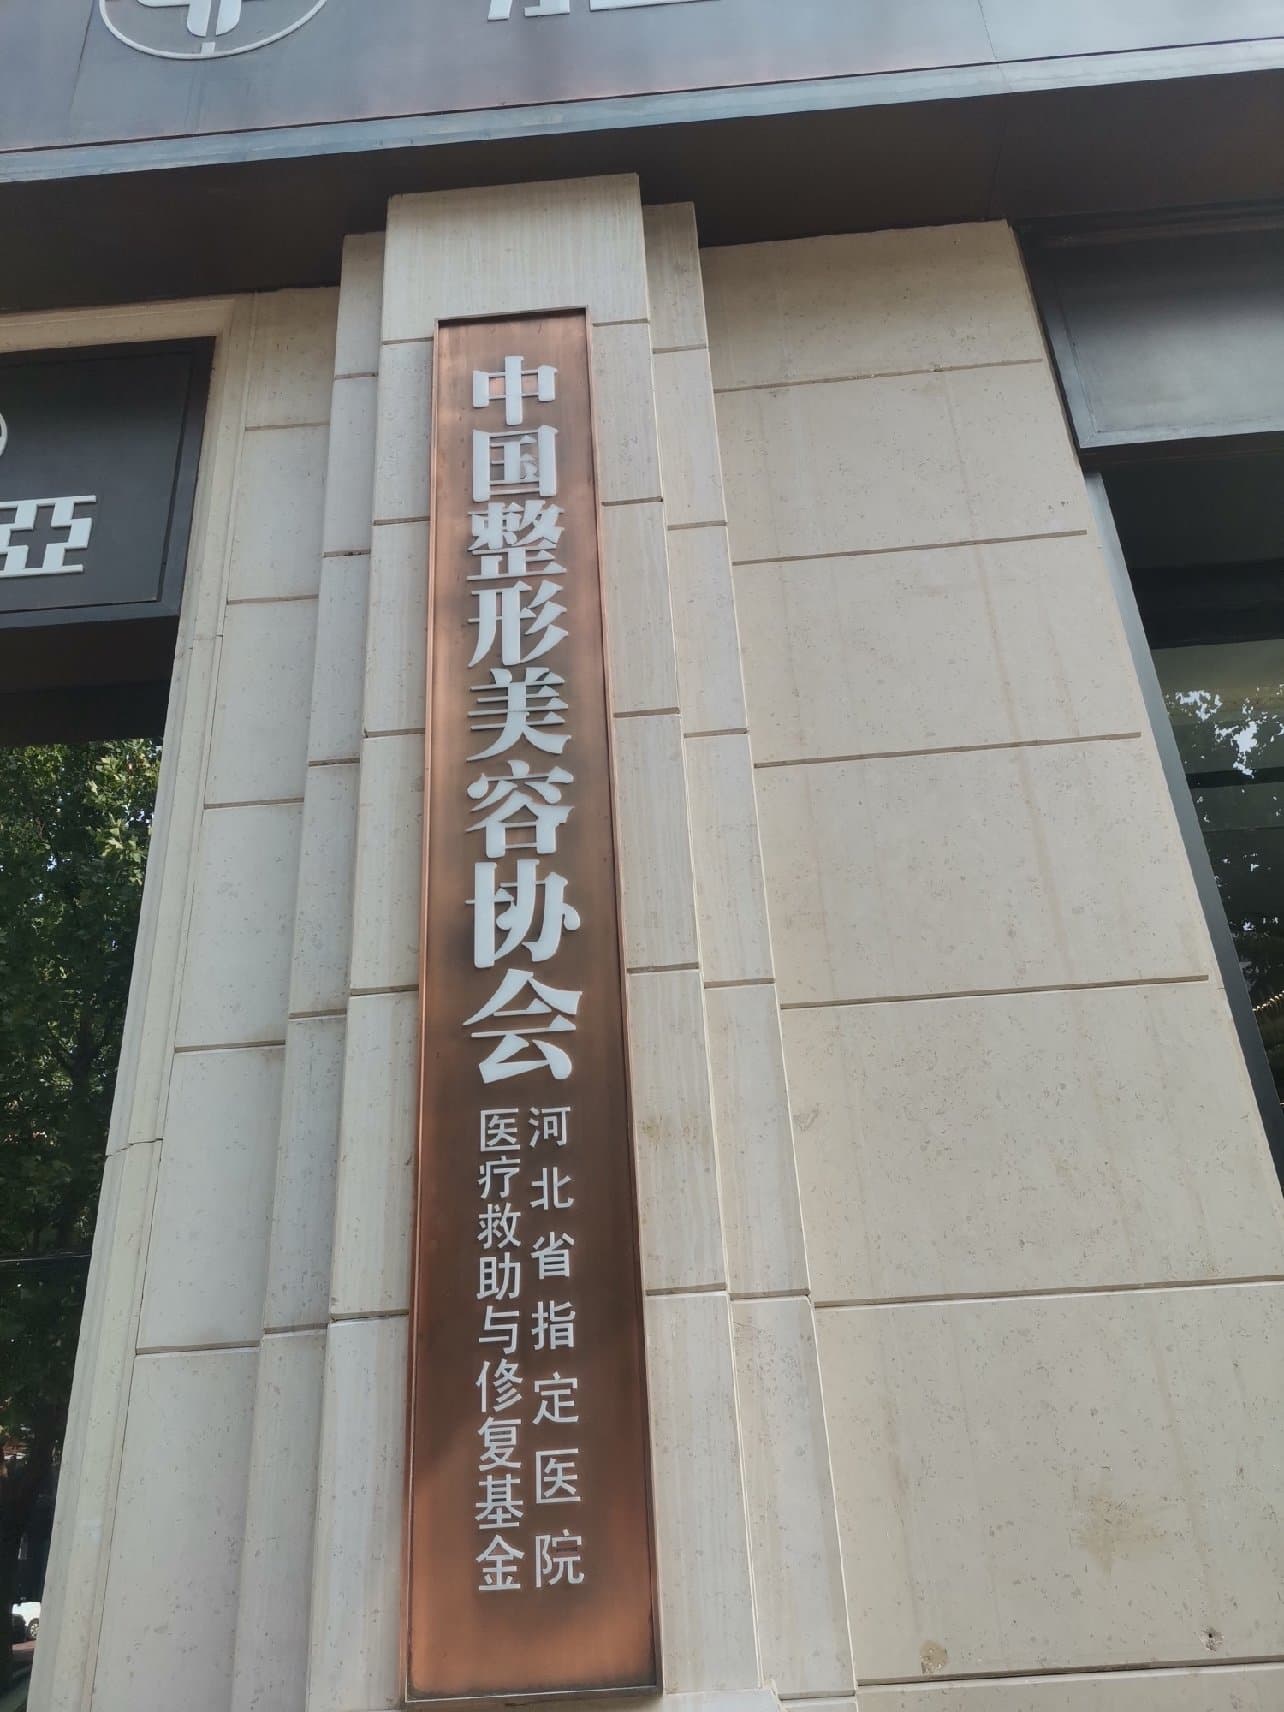 中国整形美容协会
医疗救助与修复基金
河北省指定医院
亞